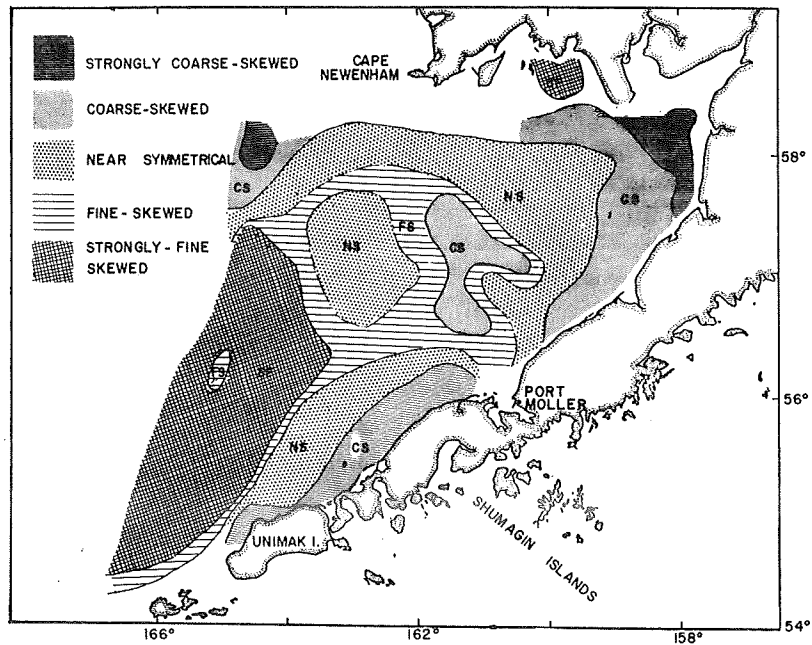 STRONGLY COARSE-SKEWED
COARSE-SKEWED
NEAR SYMMETRICAL
FINE-SKEWED
STRONGLY-FINE
SKEWED
CAPE
NEWENHAM
58°
CS
NS
CS
FS
NS
CS
FS
56°
PORT
MOLLER
NS
CS
UNIMAK I.
SHUMAGIN ISLANDS
54°
166°
162°
158°